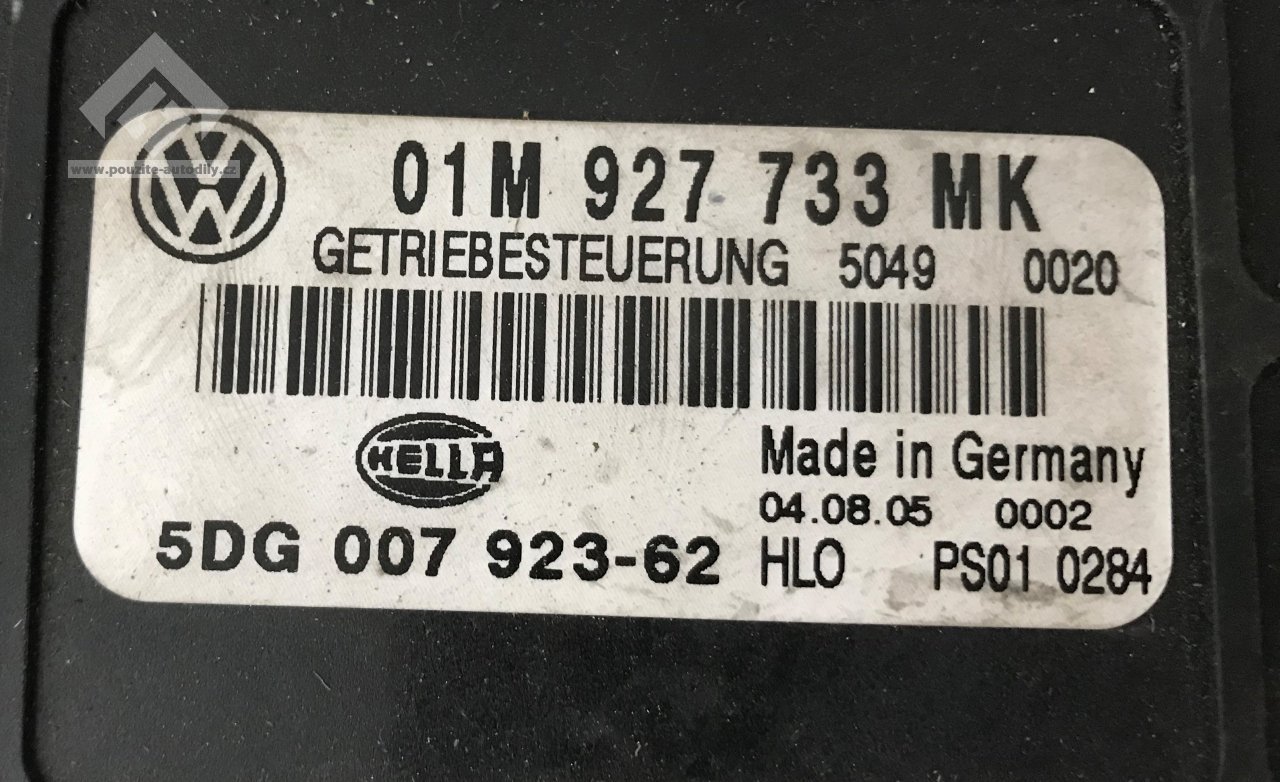 www.pouzite-autodily.cz
01M 927 733 MK
GETRIEBESTEUERUNG 5049 0020
HELLA
Made in Germany
04.08.05 0002
5DG 007 923-62 HLO PS01 0284